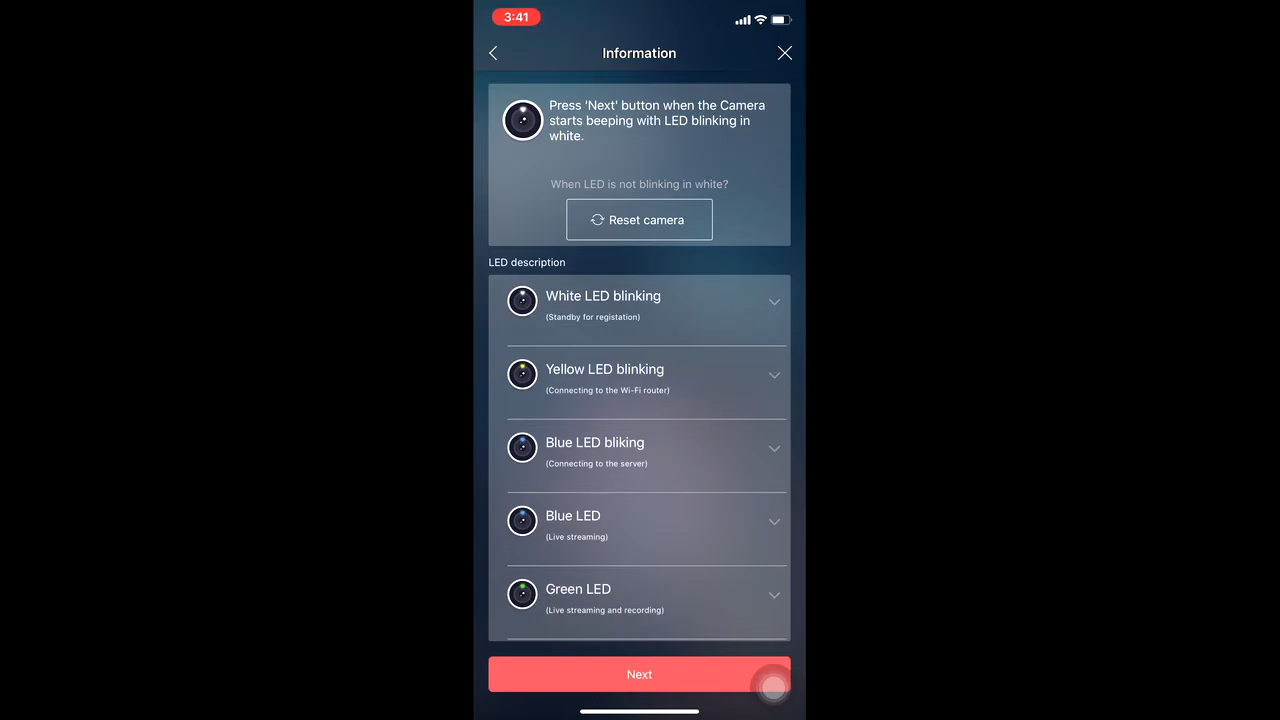 3:41
Information
Press 'Next' button when the Camera
starts beeping with LED blinking in
white.
When LED is not blinking in white?
Reset camera
LED description
White LED blinking
(Standby for registation)
Yellow LED blinking
(Connecting to the Wi-Fi router)
Blue LED bliking
(Connecting to the server)
Blue LED
(Live streaming)
Green LED
(Live streaming and recording)
Next